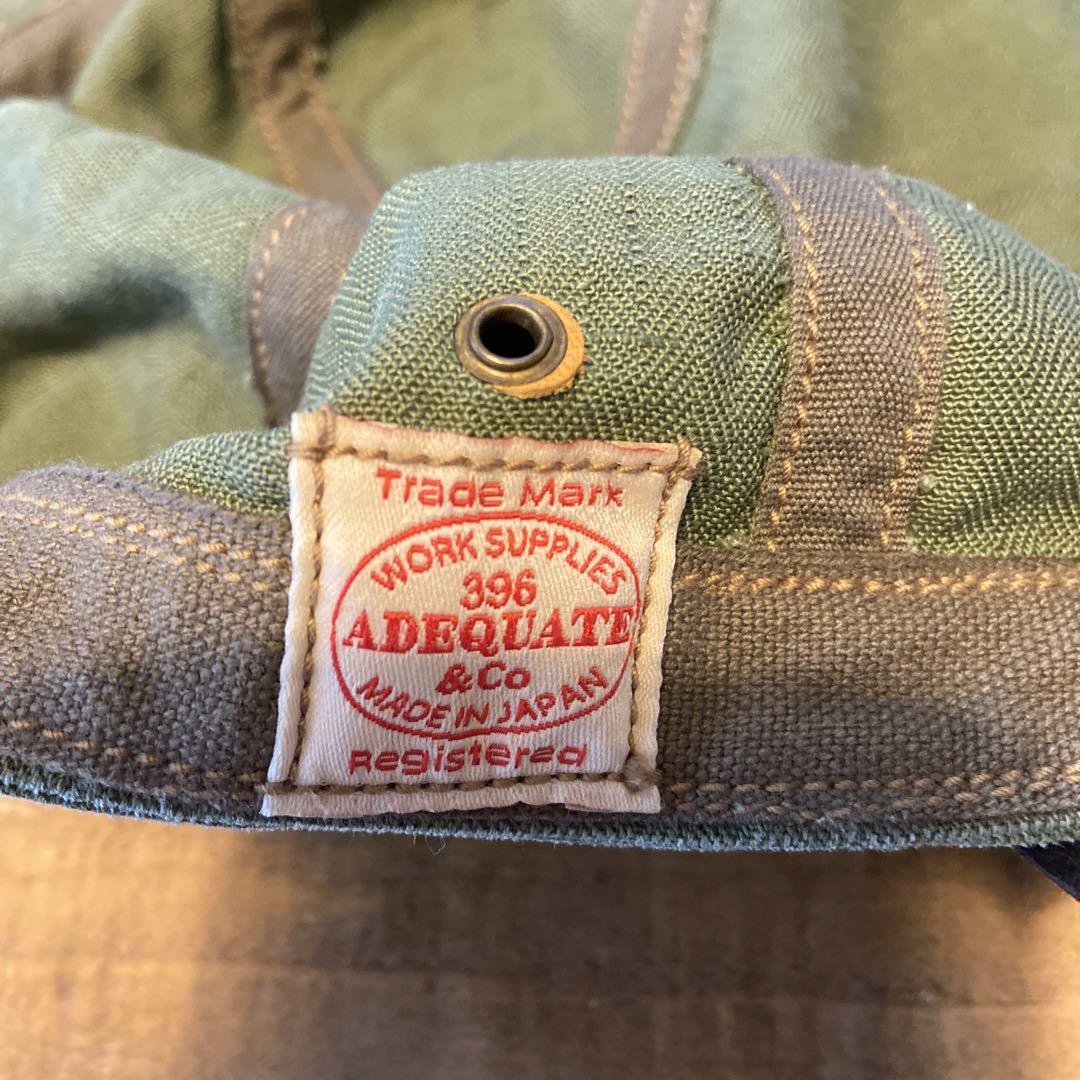 Trade Mark
WORK SUPPLIES
396
ADEQUATE
&Co
MADE IN JAPAN
Registered